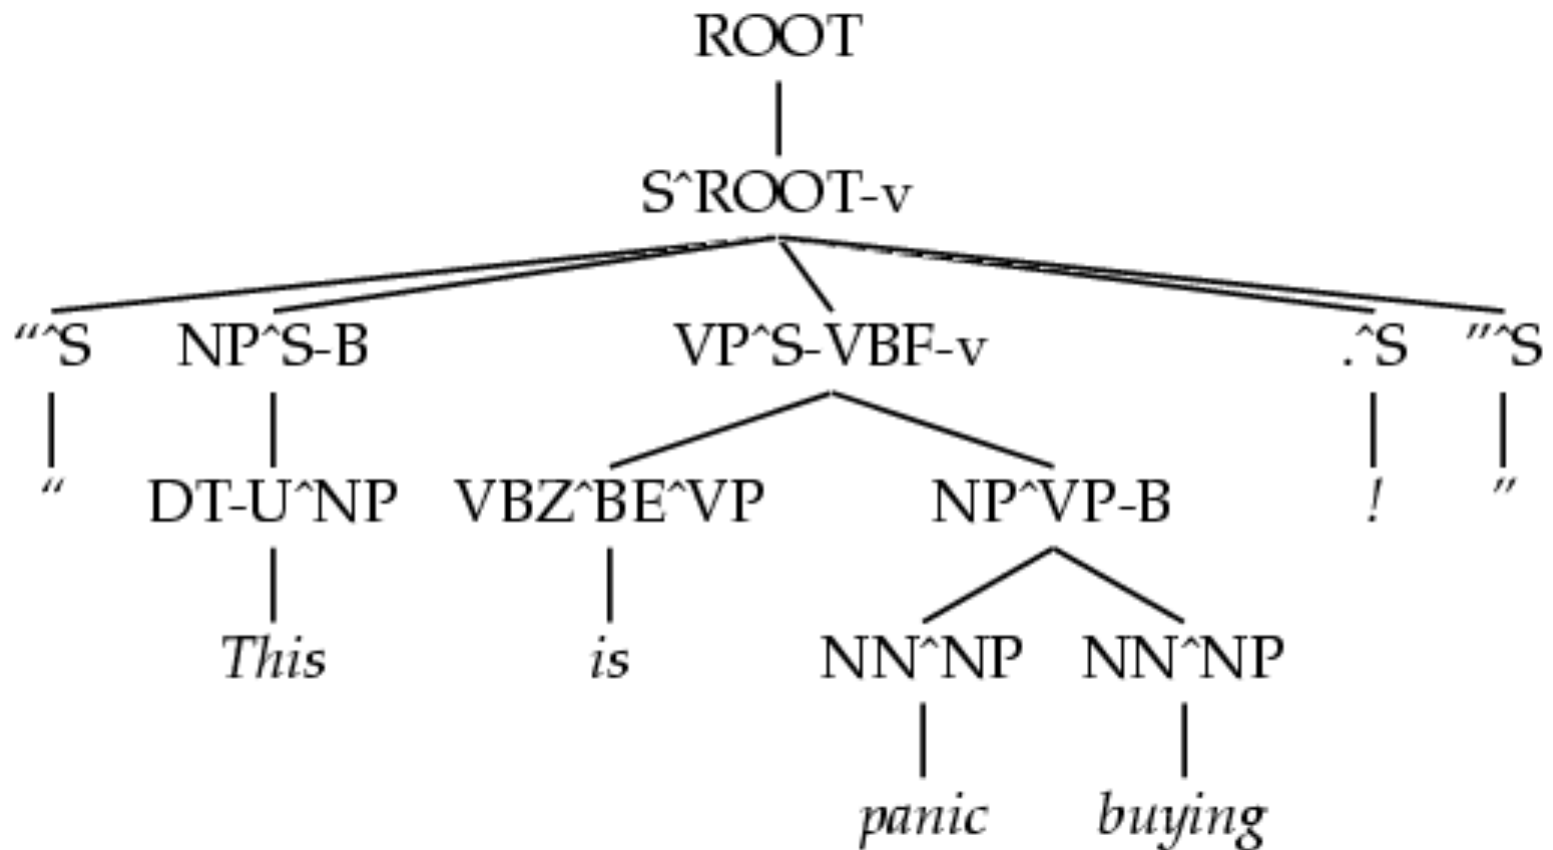 ROOT
S^ROOT-v
“^S NP^S-B VP^S-VBF-v .^S ”^S
“ DT-U^NP VBZ^BE^VP NP^VP-B ! ”
This is NN^NP NN^NP
panic buying